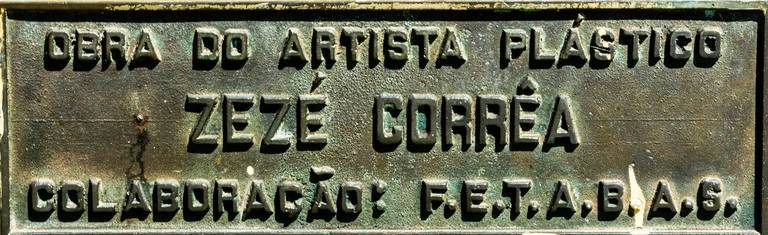 OBRA DO ARTISTA PLÁSTICO
ZEZÉ CORRÊA
COLABORAÇÃO: F.E.T.A.B.A.S.